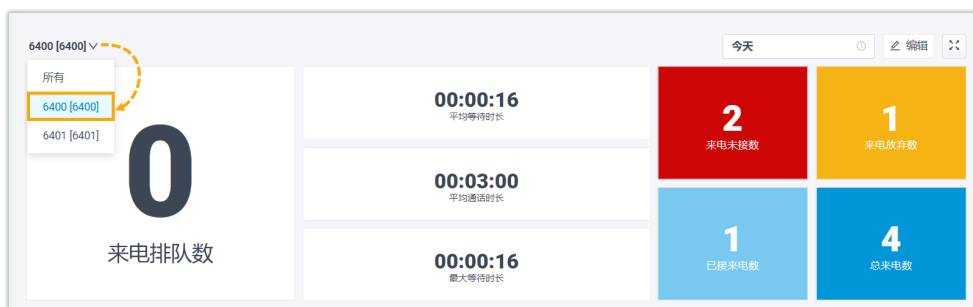 6400 [6400]
今天
编辑
所有
6400 [6400]
6401 [6401]
0
来电排队数
00:00:16
平均等待时长
00:03:00
平均通话时长
00:00:16
最大等待时长
2
来电未接数
1
来电放弃数
1
已接来电数
4
总来电数